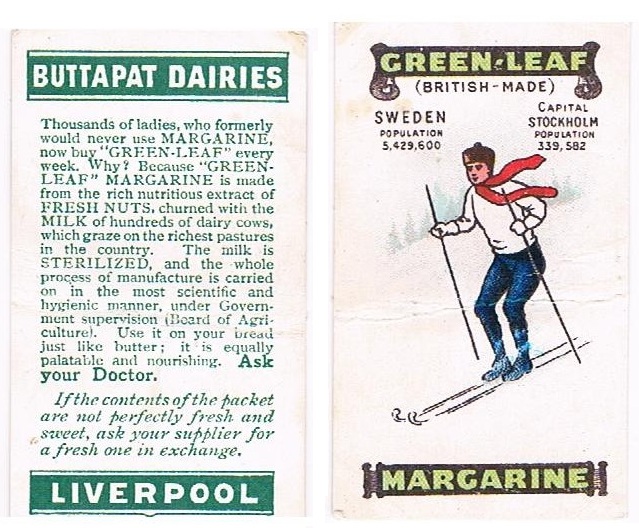 BUTTAPAT DAIRIES
Thousands of ladies, who formerly
would never use MARGARINE,
now buy "GREEN-LEAF" every
week. Why? Because "GREEN-
LEAF" MARGARINE is made
from the rich nutritious extract of
FRESH NUTS, churned with the
MILK of hundreds of dairy cows,
which graze on the richest pastures
in the country. The milk is
STERILIZED, and the whole
process of manufacture is carried
on in the most scientific and
hygienic manner, under Govern-
ment supervision (Board of Agri-
culture). Use it on your bread
just like butter; it is equally
palatable and nourishing. Ask
your Doctor.
If the contents of the packet
are not perfectly fresh and
sweet, ask your supplier for
a fresh one in exchange.
LIVERPOOL
GREEN-LEAF
(BRITISH-MADE)
SWEDEN
POPULATION
5,429,600
CAPITAL
STOCKHOLM
POPULATION
339,582
MARGARINE